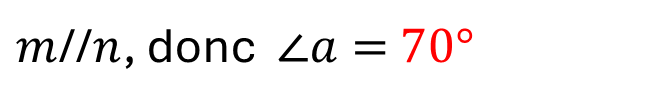 m//n, donc ∠a = 70°